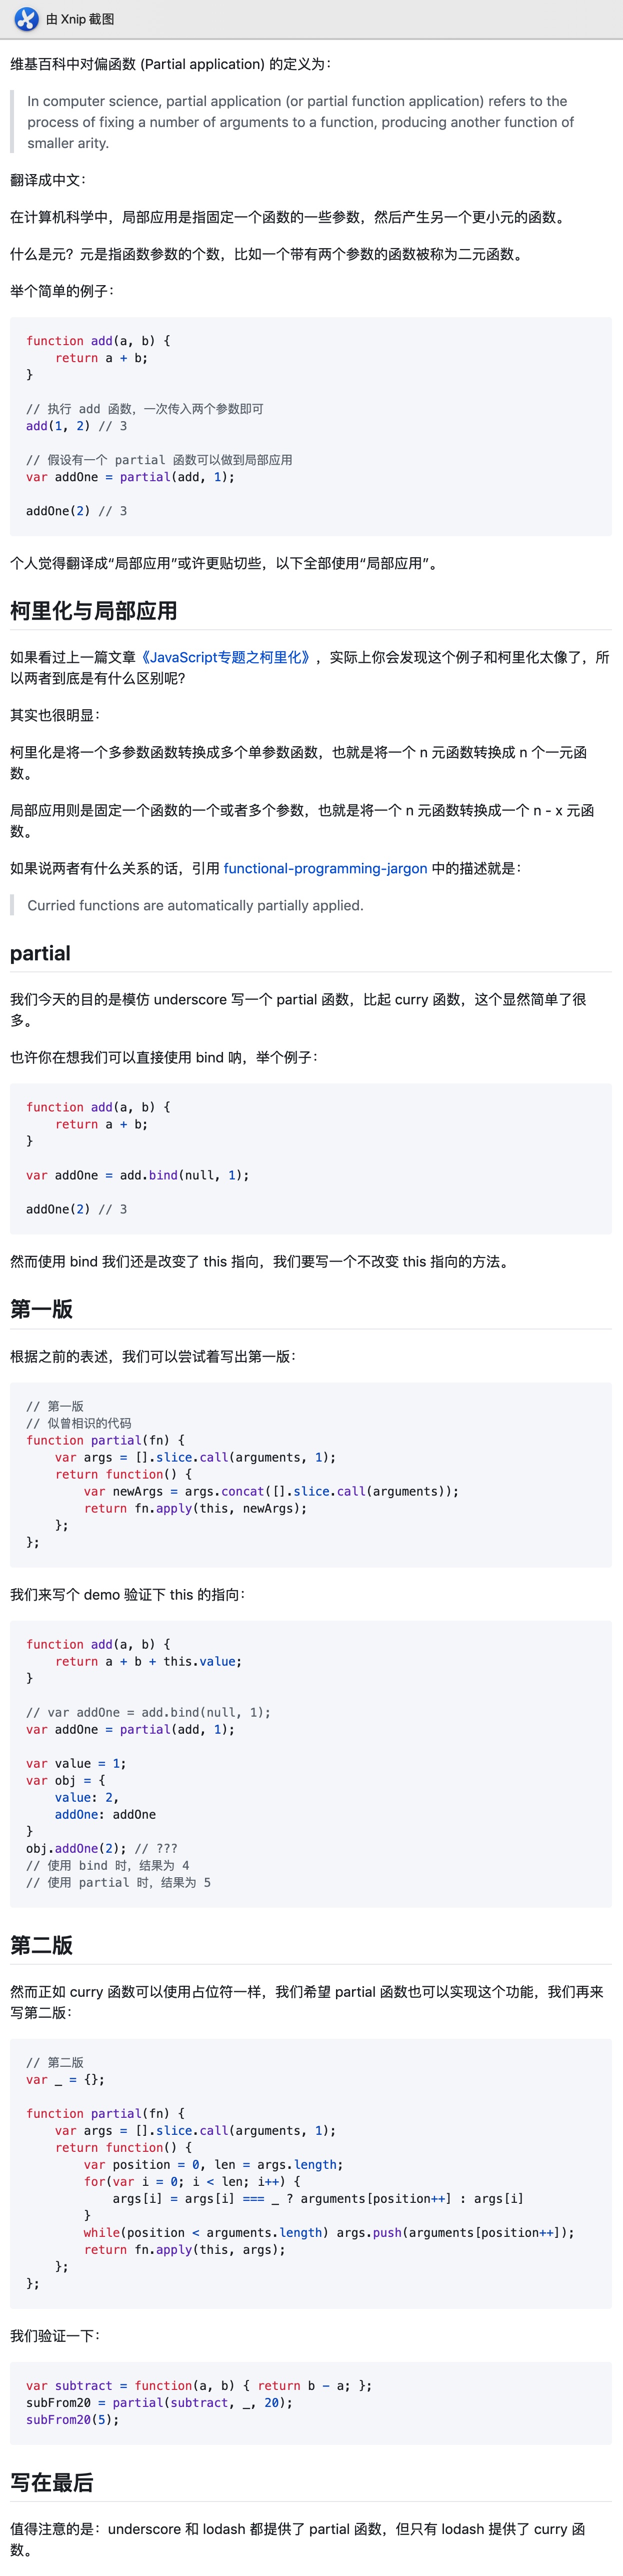 由 Xnip 截图
维基百科中对偏函数 (Partial application) 的定义为：
In computer science, partial application (or partial function application) refers to the
process of fixing a number of arguments to a function, producing another function of
smaller arity.
翻译成中文：
在计算机科学中，局部应用是指固定一个函数的一些参数，然后产生另一个更小元的函数。
什么是元？元是指函数参数的个数，比如一个带有两个参数的函数被称为二元函数。
举个简单的例子：
function add(a, b) {
    return a + b;
}
// 执行 add 函数，一次传入两个参数即可
add(1, 2) // 3
// 假设有一个 partial 函数可以做到局部应用
var addOne = partial(add, 1);
addOne(2) // 3
个人觉得翻译成“局部应用”或许更贴切些，以下全部使用“局部应用”。
柯里化与局部应用
如果看过上一篇文章《JavaScript专题之柯里化》，实际上你会发现这个例子和柯里化太像了，所
以两者到底是有什么区别呢？
其实也很明显：
柯里化是将一个多参数函数转换成多个单参数函数，也就是将一个 n 元函数转换成 n 个一元函
数。
局部应用则是固定一个函数的一个或者多个参数，也就是将一个 n 元函数转换成一个 n - x 元函
数。
如果说两者有什么关系的话，引用 functional-programming-jargon 中的描述就是：
Curried functions are automatically partially applied.
partial
我们今天的目的是模仿 underscore 写一个 partial 函数，比起 curry 函数，这个显然简单了很
多。
也许你在想我们可以直接使用 bind 呐，举个例子：
function add(a, b) {
    return a + b;
}
var addOne = add.bind(null, 1);
addOne(2) // 3
然而使用 bind 我们还是改变了 this 指向，我们要写一个不改变 this 指向的方法。
第一版
根据之前的表述，我们可以尝试着写出第一版：
// 第一版
// 似曾相识的代码
function partial(fn) {
    var args = [].slice.call(arguments, 1);
    return function() {
        var newArgs = args.concat([].slice.call(arguments));
        return fn.apply(this, newArgs);
    };
};
我们来写个 demo 验证下 this 的指向：
function add(a, b) {
    return a + b + this.value;
}
// var addOne = add.bind(null, 1);
var addOne = partial(add, 1);
var value = 1;
var obj = {
    value: 2,
    addOne: addOne
}
obj.addOne(2); // ???
// 使用 bind 时，结果为 4
// 使用 partial 时，结果为 5
第二版
然而正如 curry 函数可以使用占位符一样，我们希望 partial 函数也可以实现这个功能，我们再来
写第二版：
// 第二版
var _ = {};
function partial(fn) {
    var args = [].slice.call(arguments, 1);
    return function() {
        var position = 0, len = args.length;
        for(var i = 0; i < len; i++) {
            args[i] = args[i] === _ ? arguments[position++] : args[i]
        }
        while(position < arguments.length) args.push(arguments[position++]);
        return fn.apply(this, args);
    };
};
我们验证一下：
var subtract = function(a, b) { return b - a; };
subFrom20 = partial(subtract, _, 20);
subFrom20(5);
写在最后
值得注意的是：underscore 和 lodash 都提供了 partial 函数，但只有 lodash 提供了 curry 函
数。